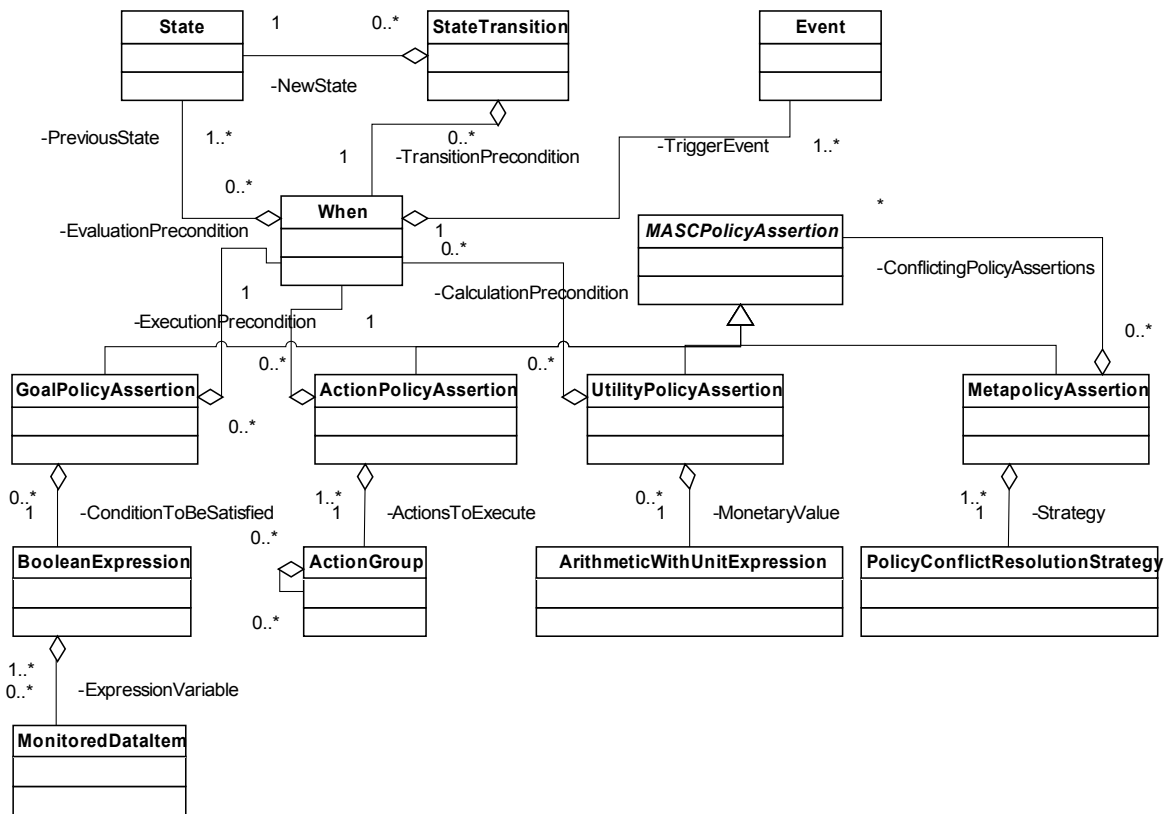 State
1
0..*
StateTransition
Event
-NewState
-PreviousState
1..*
0..*
-TransitionPrecondition
1
-TriggerEvent
1..*
0..*
When
-EvaluationPrecondition
1
0..*
MASCPolicyAssertion
*
-ConflictingPolicyAssertions
1
-CalculationPrecondition
-ExecutionPrecondition
1
0..*
0..*
0..*
GoalPolicyAssertion
ActionPolicyAssertion
UtilityPolicyAssertion
MetapolicyAssertion
0..*
0..*
1
-ConditionToBeSatisfied
1..*
1
-ActionsToExecute
0..*
1
-MonetaryValue
1..*
1
-Strategy
0..*
BooleanExpression
ActionGroup
ArithmeticWithUnitExpression
PolicyConflictResolutionStrategy
0..*
1..*
0..*
-ExpressionVariable
MonitoredDataItem